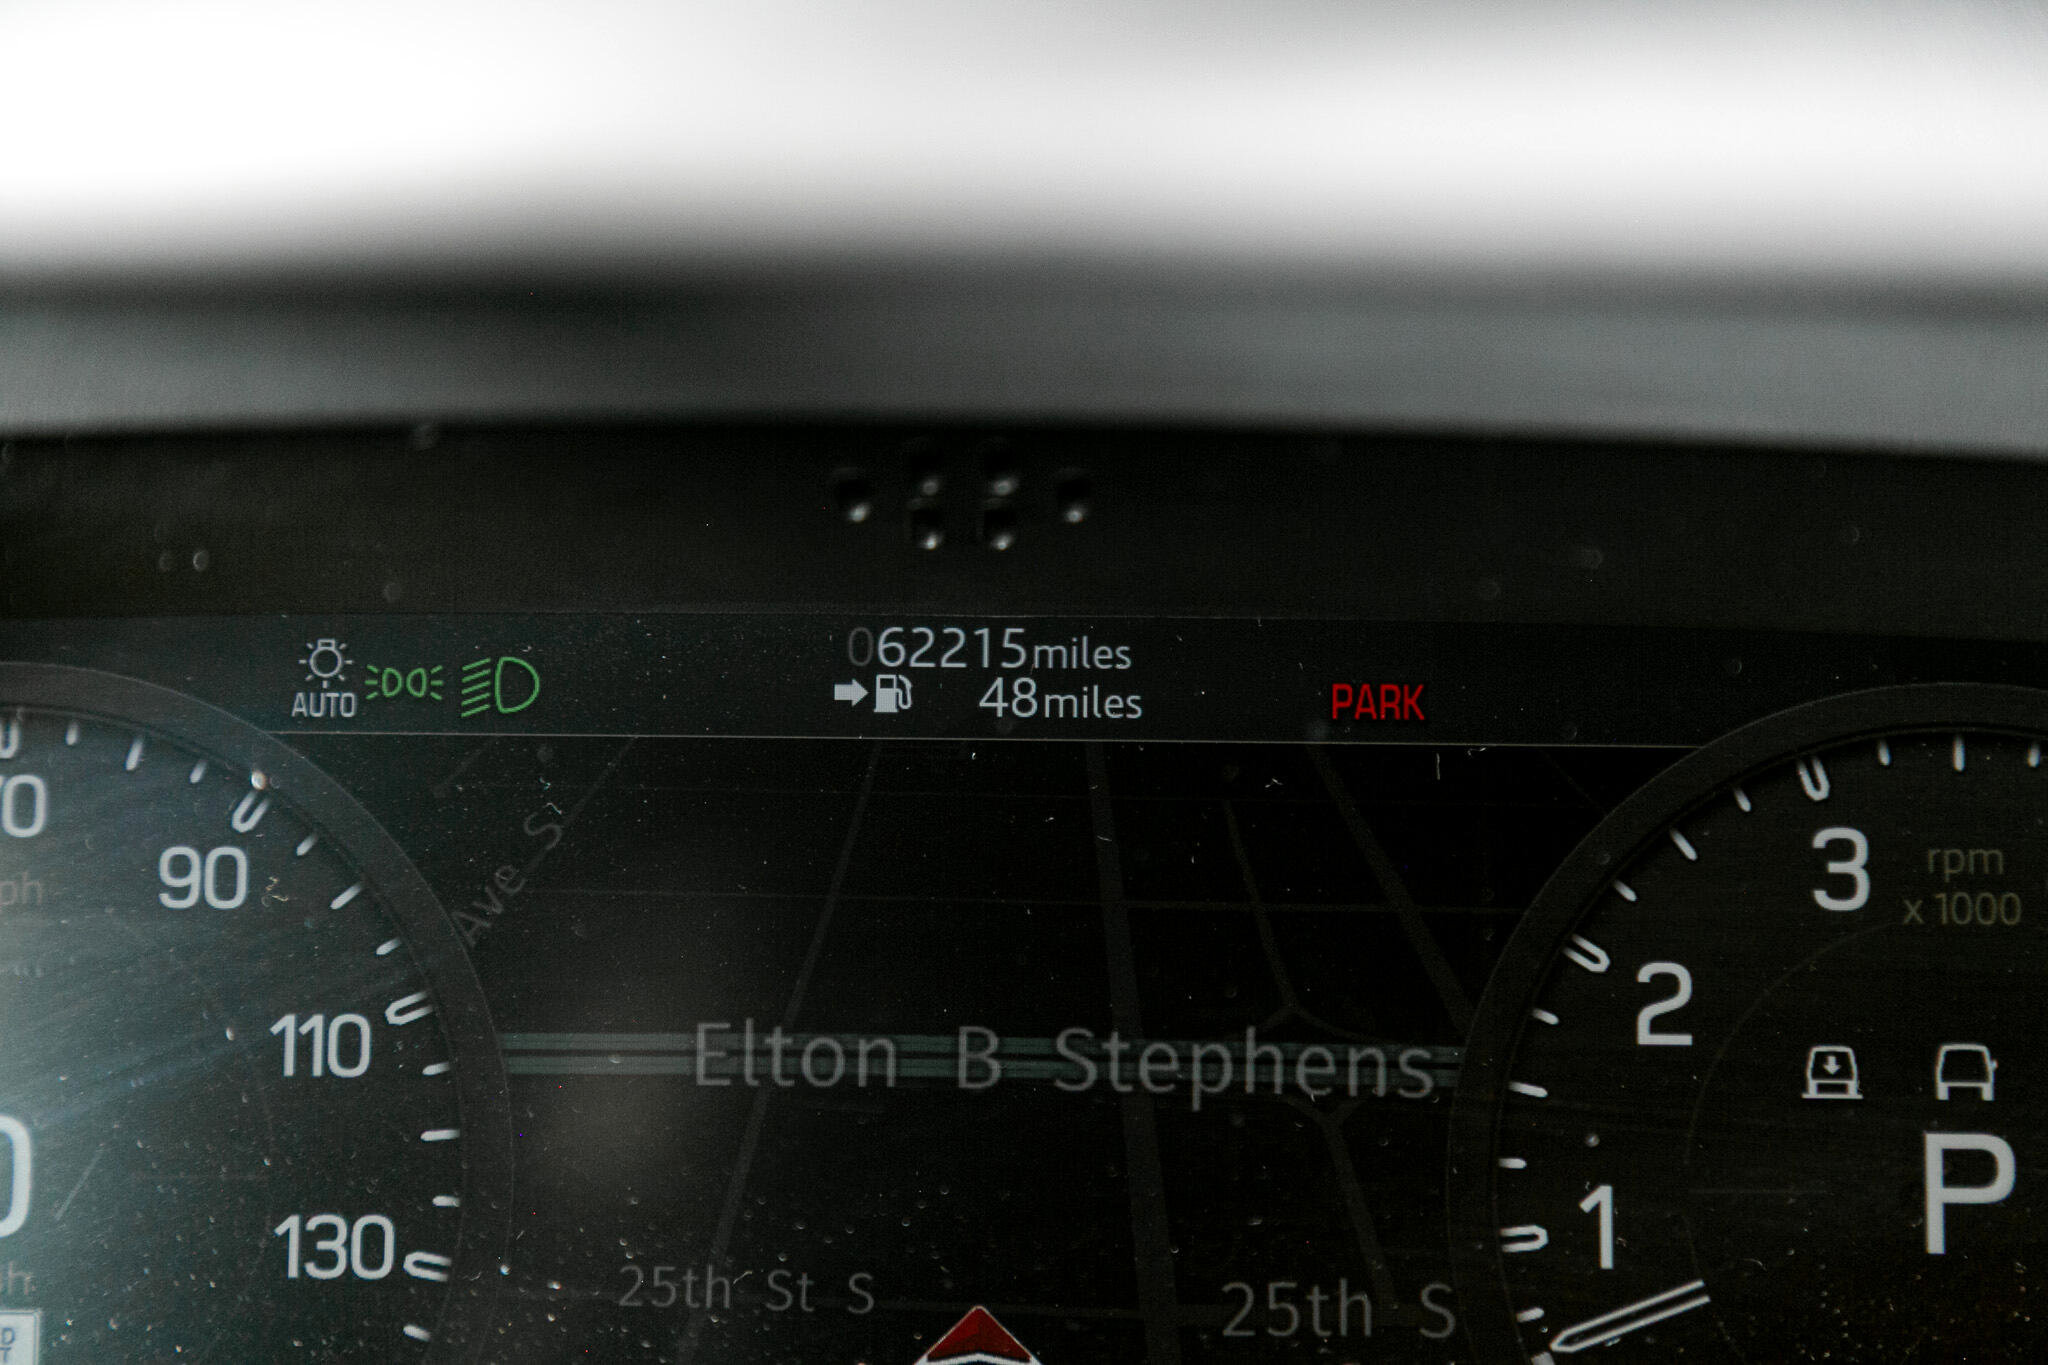 062215miles
AUTO
48miles
PARK
90
3
rpm
x 1000
Ave S
2
110
Elton B Stephens
P
130
1
25th St S
25th S